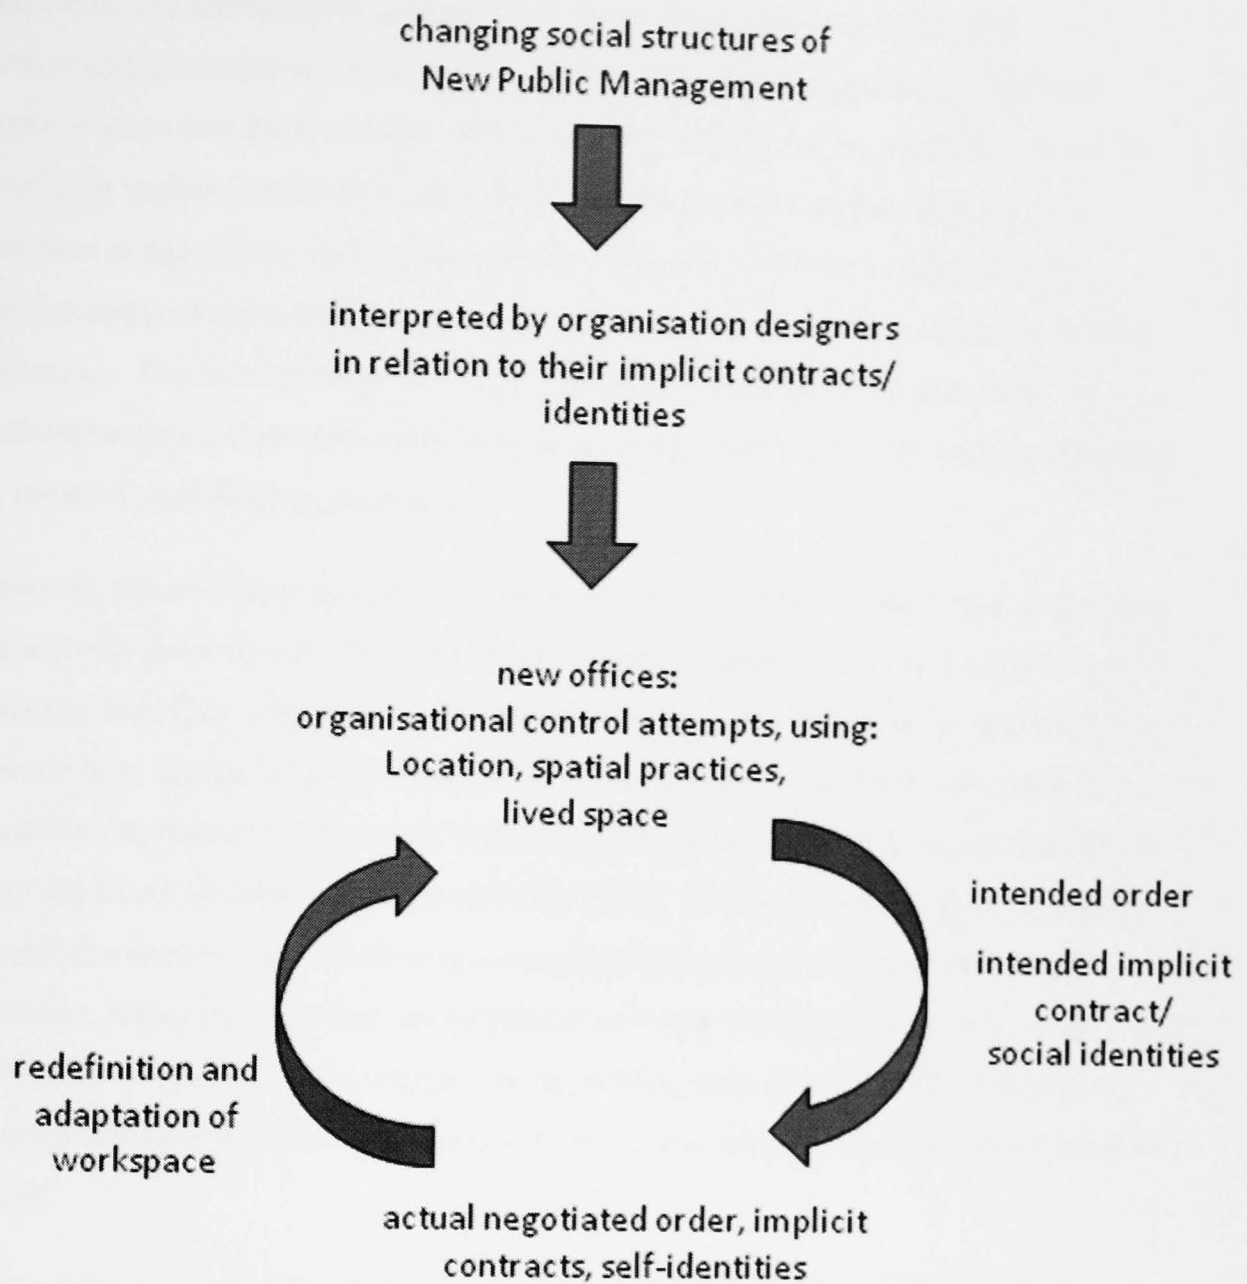 changing social structures of
New Public Management
interpreted by organisation designers
in relation to their implicit contracts/
identities
new offices:
organisational control attempts, using:
Location, spatial practices,
lived space
intended order
intended implicit
contract/
social identities
redefinition and
adaptation of
workspace
actual negotiated order, implicit
contracts, self-identities